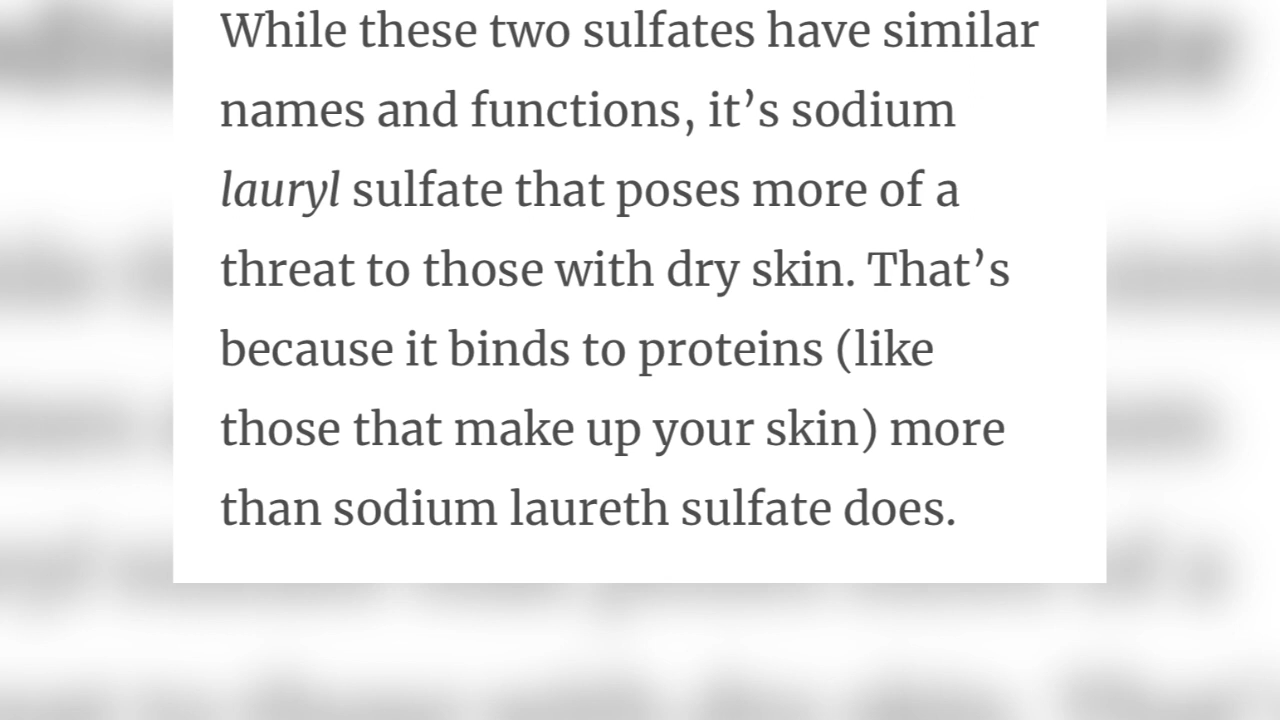 While these two sulfates have similar
names and functions, it’s sodium
lauryl sulfate that poses more of a
threat to those with dry skin. That’s
because it binds to proteins (like
those that make up your skin) more
than sodium laureth sulfate does.